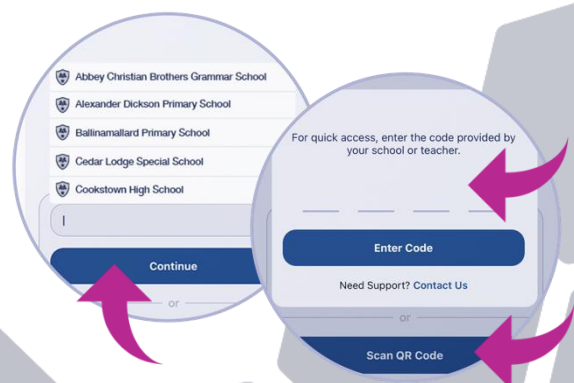 Abbey Christian Brothers Grammar School
Alexander Dickson Primary School
Ballinamallard Primary School
Cedar Lodge Special School
Cookstown High School
Continue
or
For quick access, enter the code provided by
your school or teacher.
Enter Code
Need Support? Contact Us
or
Scan QR Code